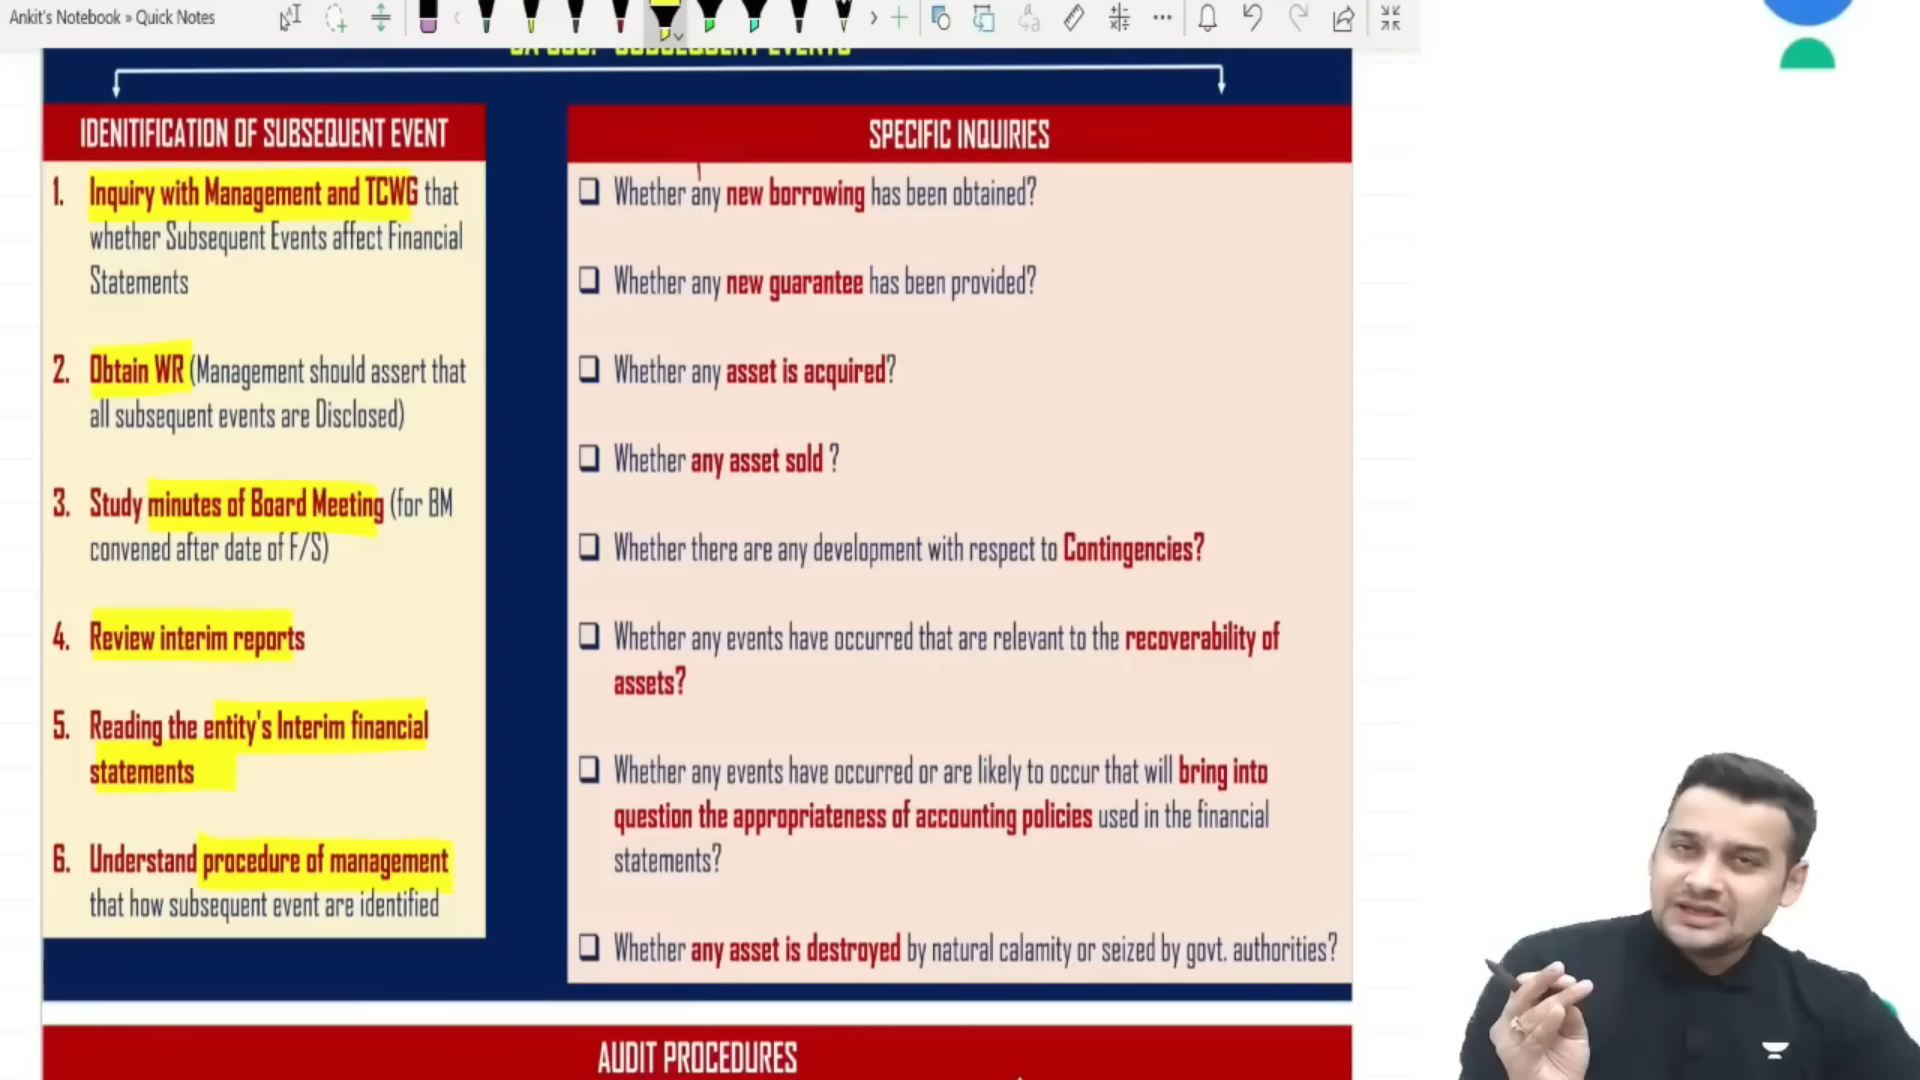 Ankit's Notebook » Quick Notes
SUBSEQUENT EVENTS
IDENIFICATION OF SUBSEQUENT EVENT
1. Inquiry with Management and TCWG that
whether Subsequent Events affect Financial
Statements
2. Obtain WR (Management should assert that
all subsequent events are Disclosed)
3. Study minutes of Board Meeting (for BM
convened after date of F/S)
4. Review interim reports
5. Reading the entity's Interim financial
statements
6. Understand procedure of management
that how subsequent event are identified
SPECIFIC INQUIRIES
Whether any new borrowing has been obtained?
Whether any new guarantee has been provided?
Whether any asset is acquired?
Whether any asset sold ?
Whether there are any development with respect to Contingencies?
Whether any events have occurred that are relevant to the recoverability of
assets?
Whether any events have occurred or are likely to occur that will bring into
question the appropriateness of accounting policies used in the financial
statements?
Whether any asset is destroyed by natural calamity or seized by govt. authorities?
AUDIT PROCEDURES